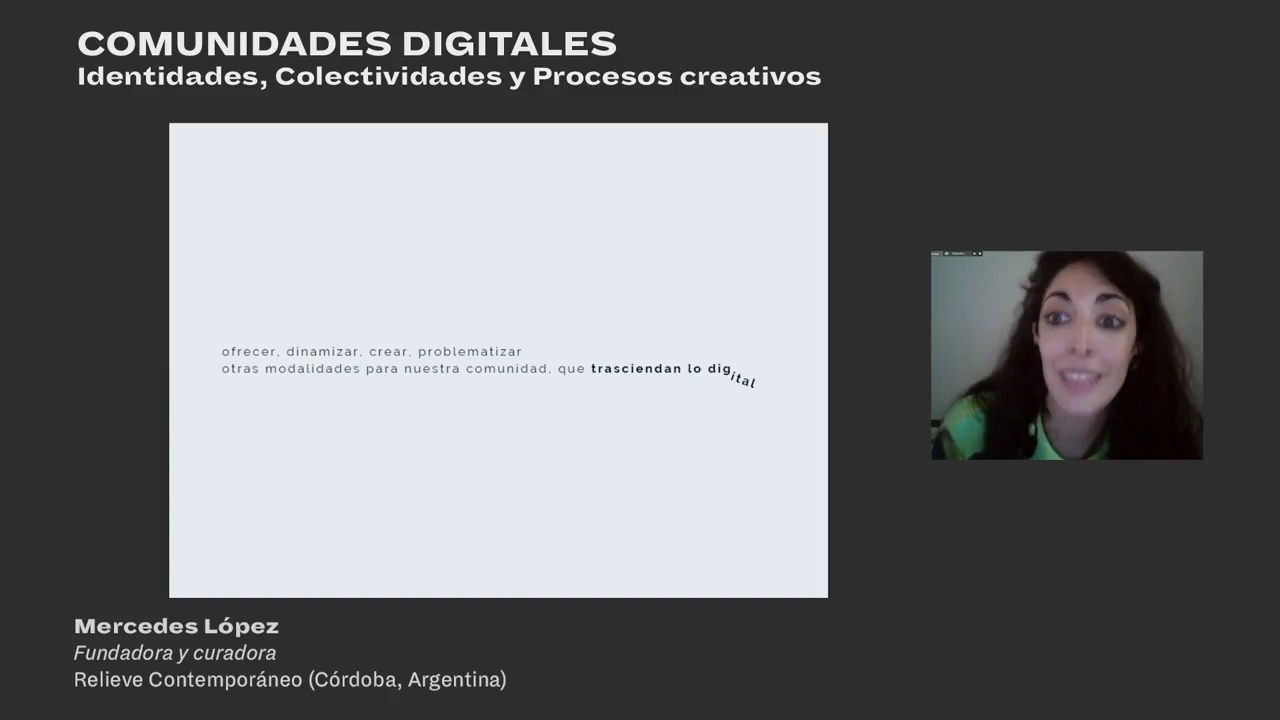 COMUNIDADES DIGITALES
Identidades, Colectividades y Procesos creativos
ofrecer, dinamizar, crear, problematizar
otras modalidades para nuestra comunidad, que trasciendan lo digital
Mercedes López
Fundadora y curadora
Relieve Contemporáneo (Córdoba, Argentina)